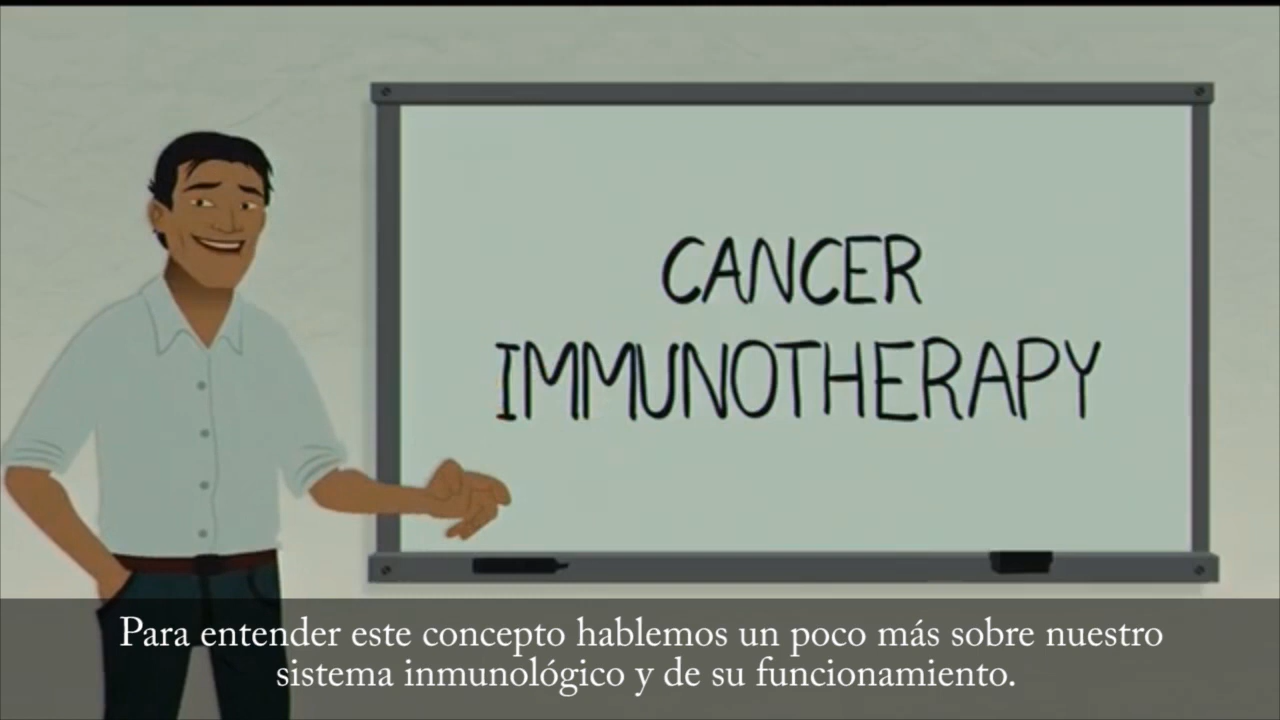 CANCER
IMMUNOTHERAPY
Para entender este concepto hablemos un poco más sobre nuestro
sistema inmunológico y de su funcionamiento.